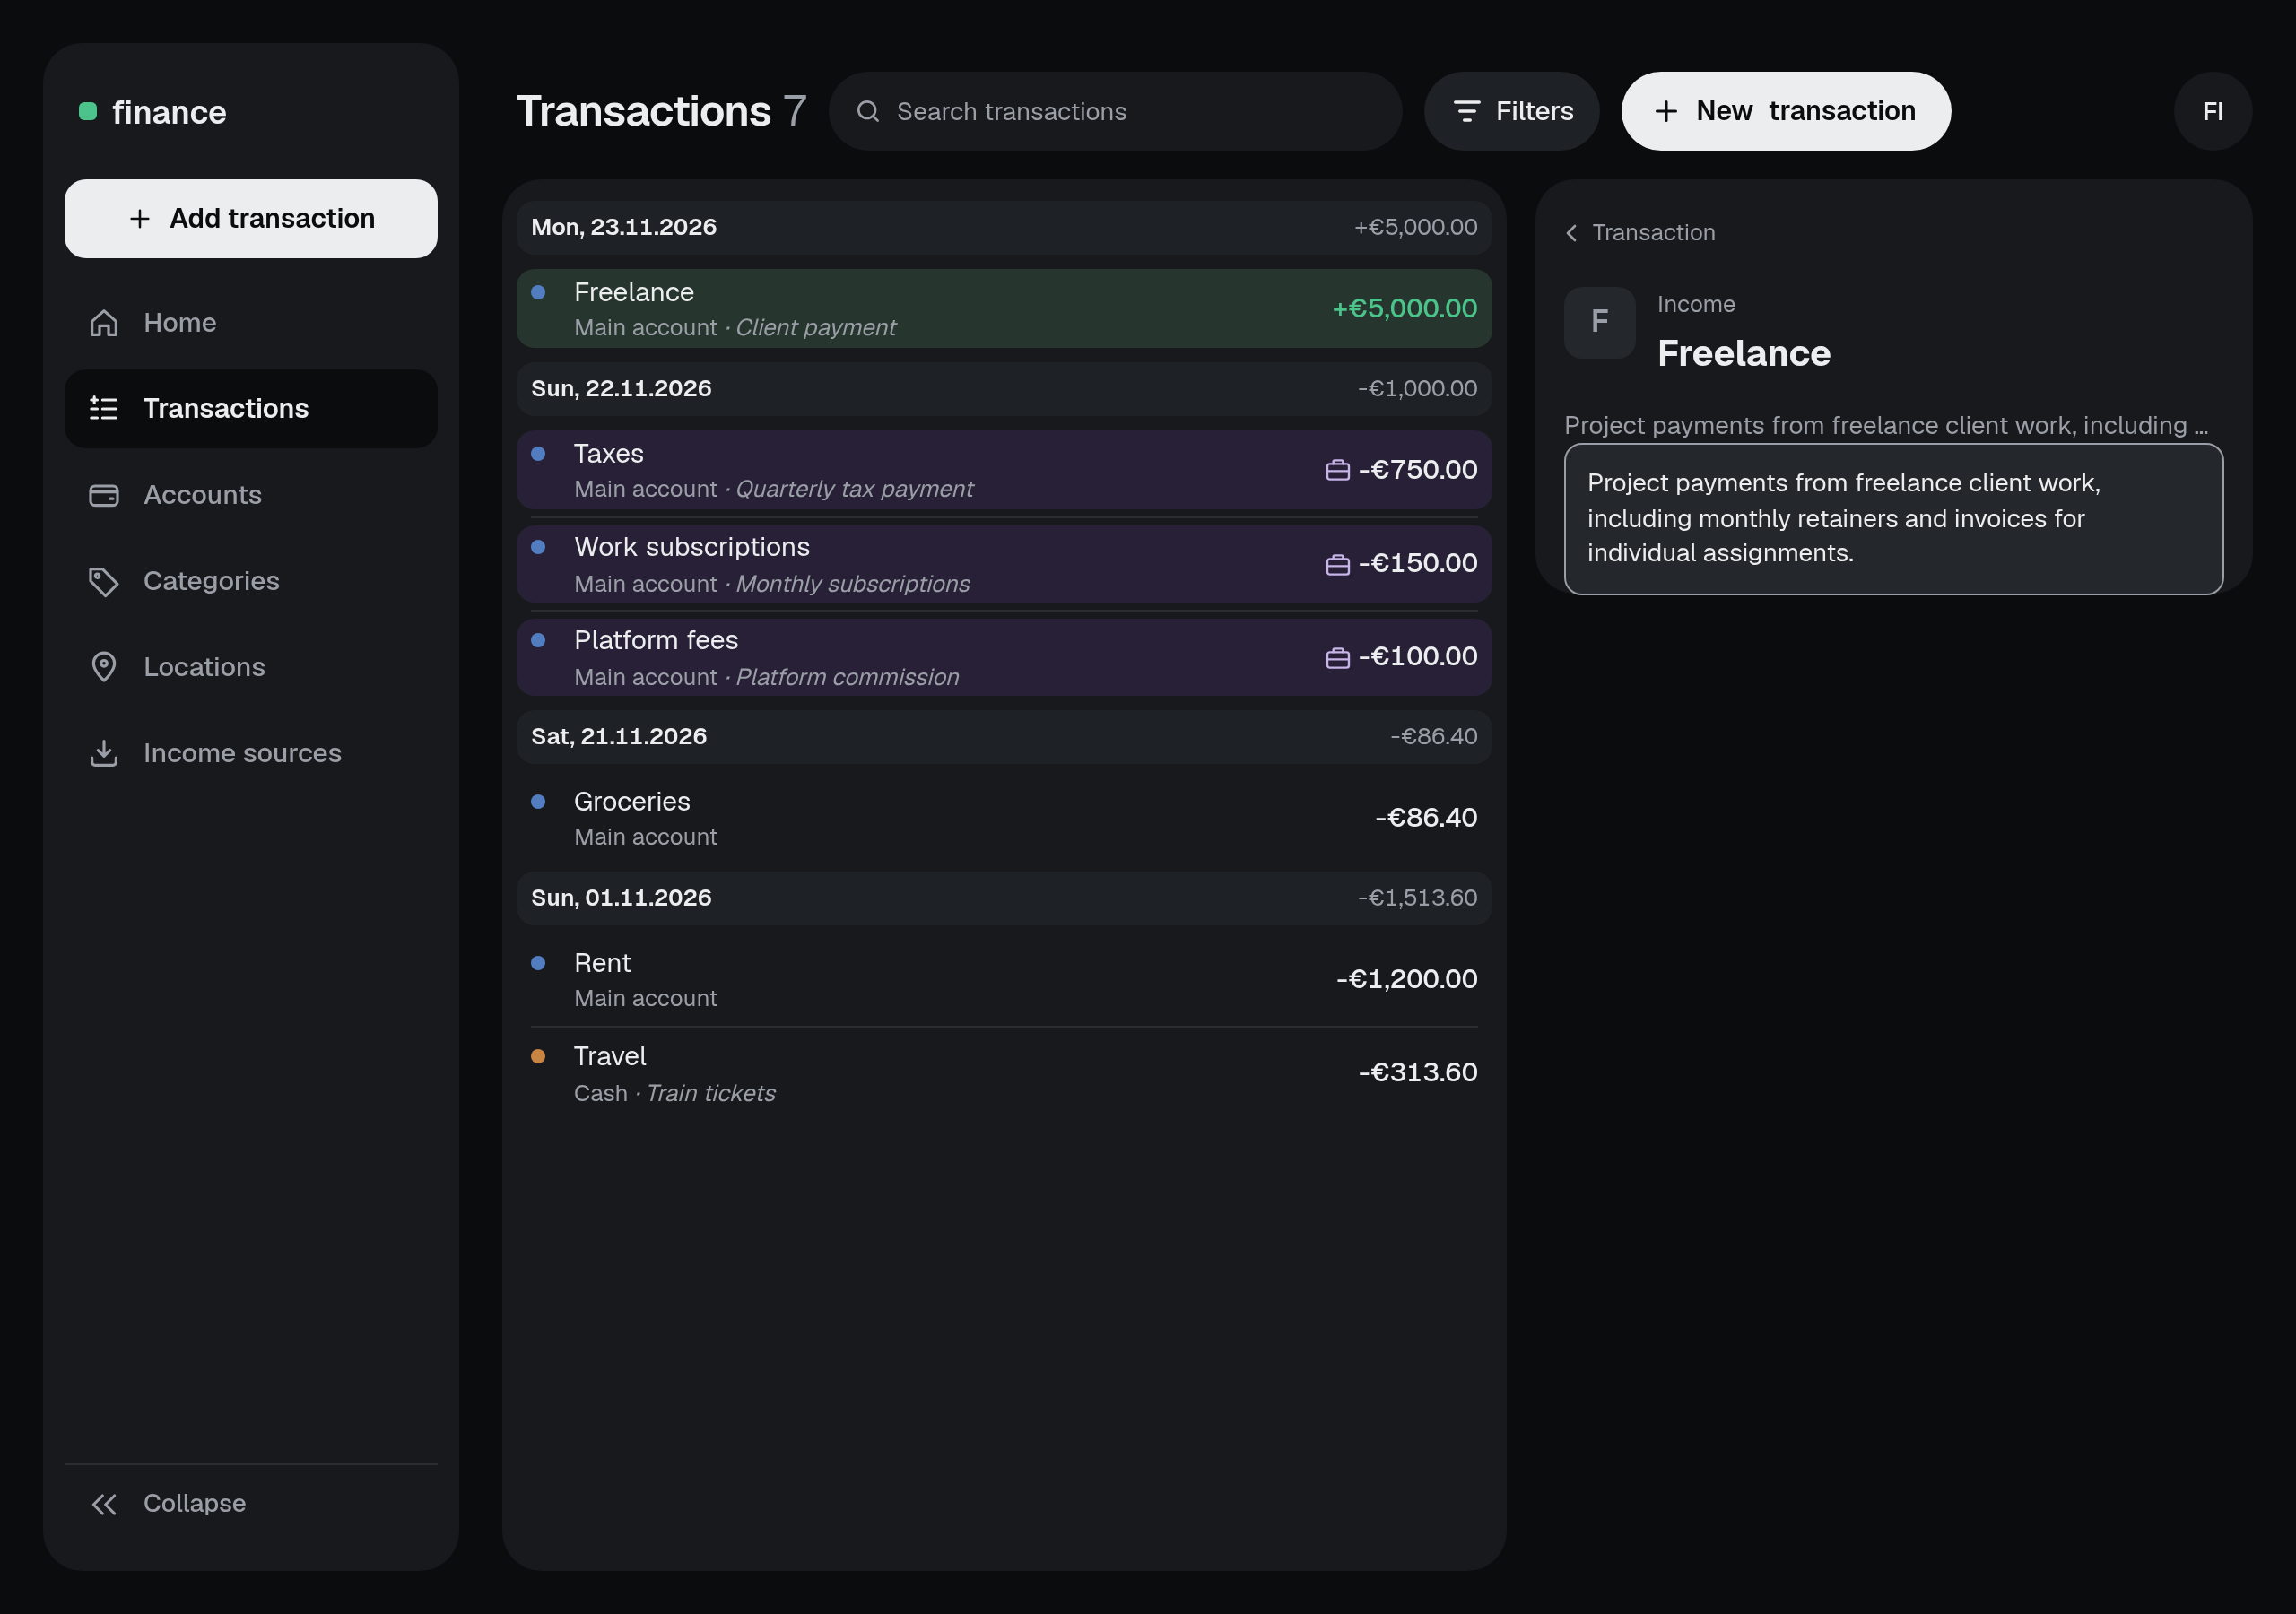 finance
Add transaction
Home
Transactions
Accounts
Categories
Locations
Income sources
Collapse
Transactions 7
Search transactions
Filters
New transaction
FI
Mon, 23.11.2026 +€5,000.00
Freelance
Main account · Client payment
+€5,000.00
Sun, 22.11.2026 -€1,000.00
Taxes
Main account · Quarterly tax payment
-€750.00
Work subscriptions
Main account · Monthly subscriptions
-€150.00
Platform fees
Main account · Platform commission
-€100.00
Sat, 21.11.2026 -€86.40
Groceries
Main account
-€86.40
Sun, 01.11.2026 -€1,513.60
Rent
Main account
-€1,200.00
Travel
Cash · Train tickets
-€313.60
Transaction
F
Income
Freelance
Project payments from freelance client work, including ...
Project payments from freelance client work,
including monthly retainers and invoices for
individual assignments.